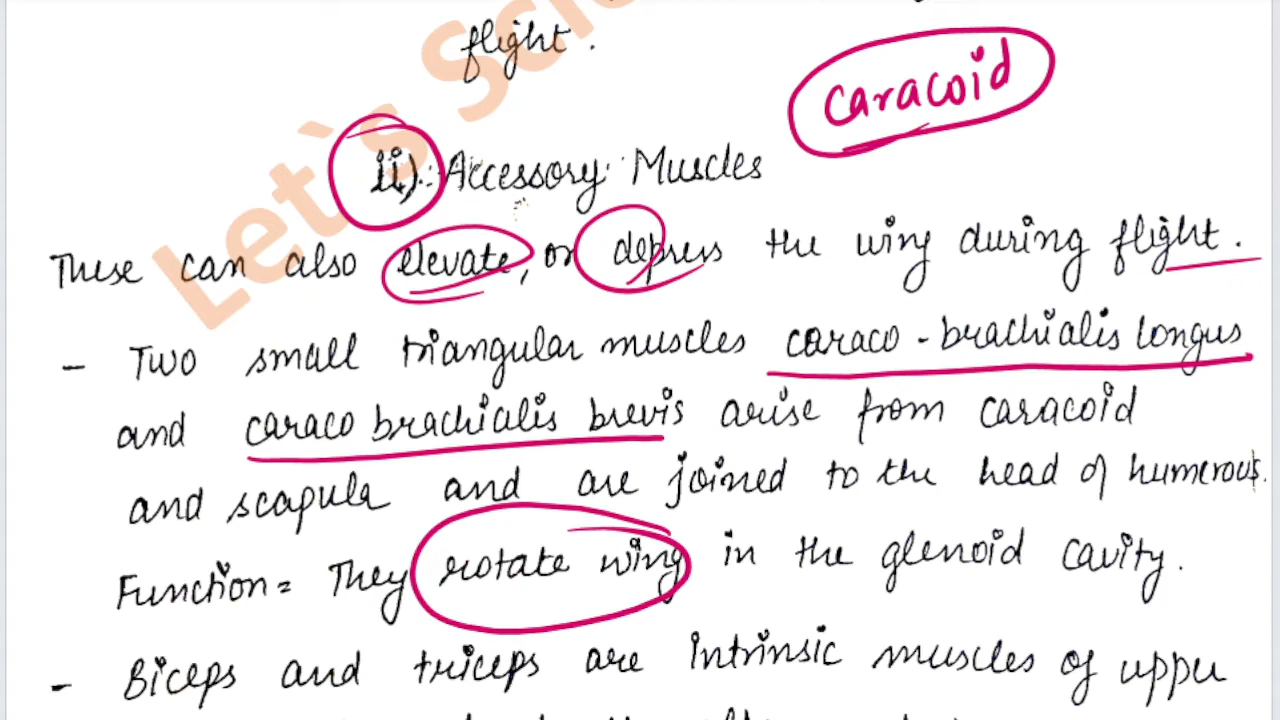 flight.
caracoid
ii). Accessory Muscles
These can also elevate, or depress the wing during flight.
- Two small triangular muscles caraco-brachialis longus
and caraco brachialis brevis arise from caracoid
and scapula and are joined to the head of humerous.
Function = They rotate wing in the glenoid cavity.
- Biceps and triceps are intrinsic muscles of upper
Let's Sci